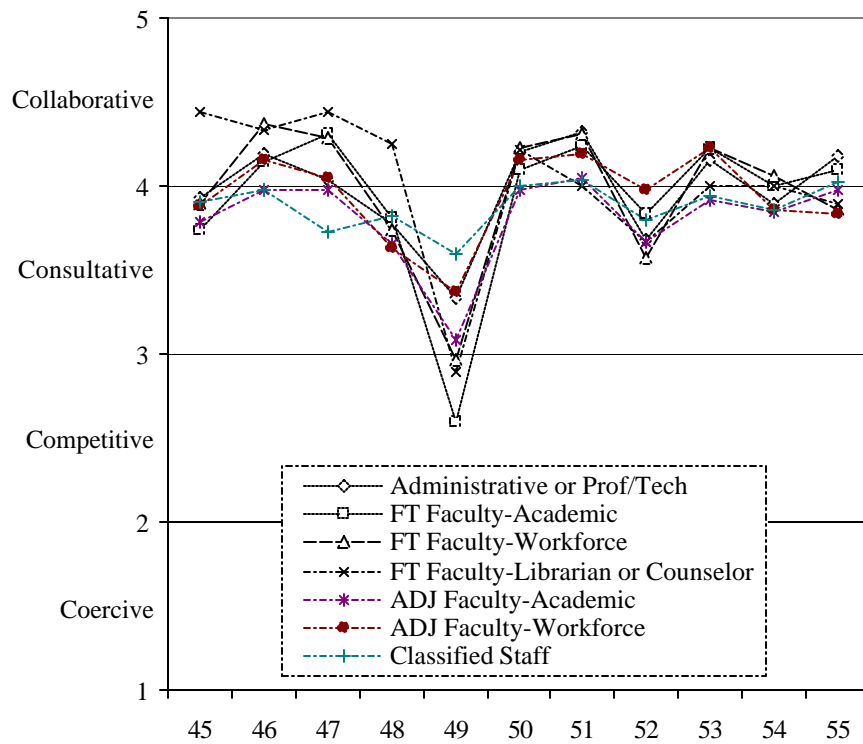 5
Collaborative
4
Consultative
3
Competitive
2
Coercive
1
Administrative or Prof/Tech
FT Faculty-Academic
FT Faculty-Workforce
FT Faculty-Librarian or Counselor
ADJ Faculty-Academic
ADJ Faculty-Workforce
Classified Staff
45 46 47 48 49 50 51 52 53 54 55